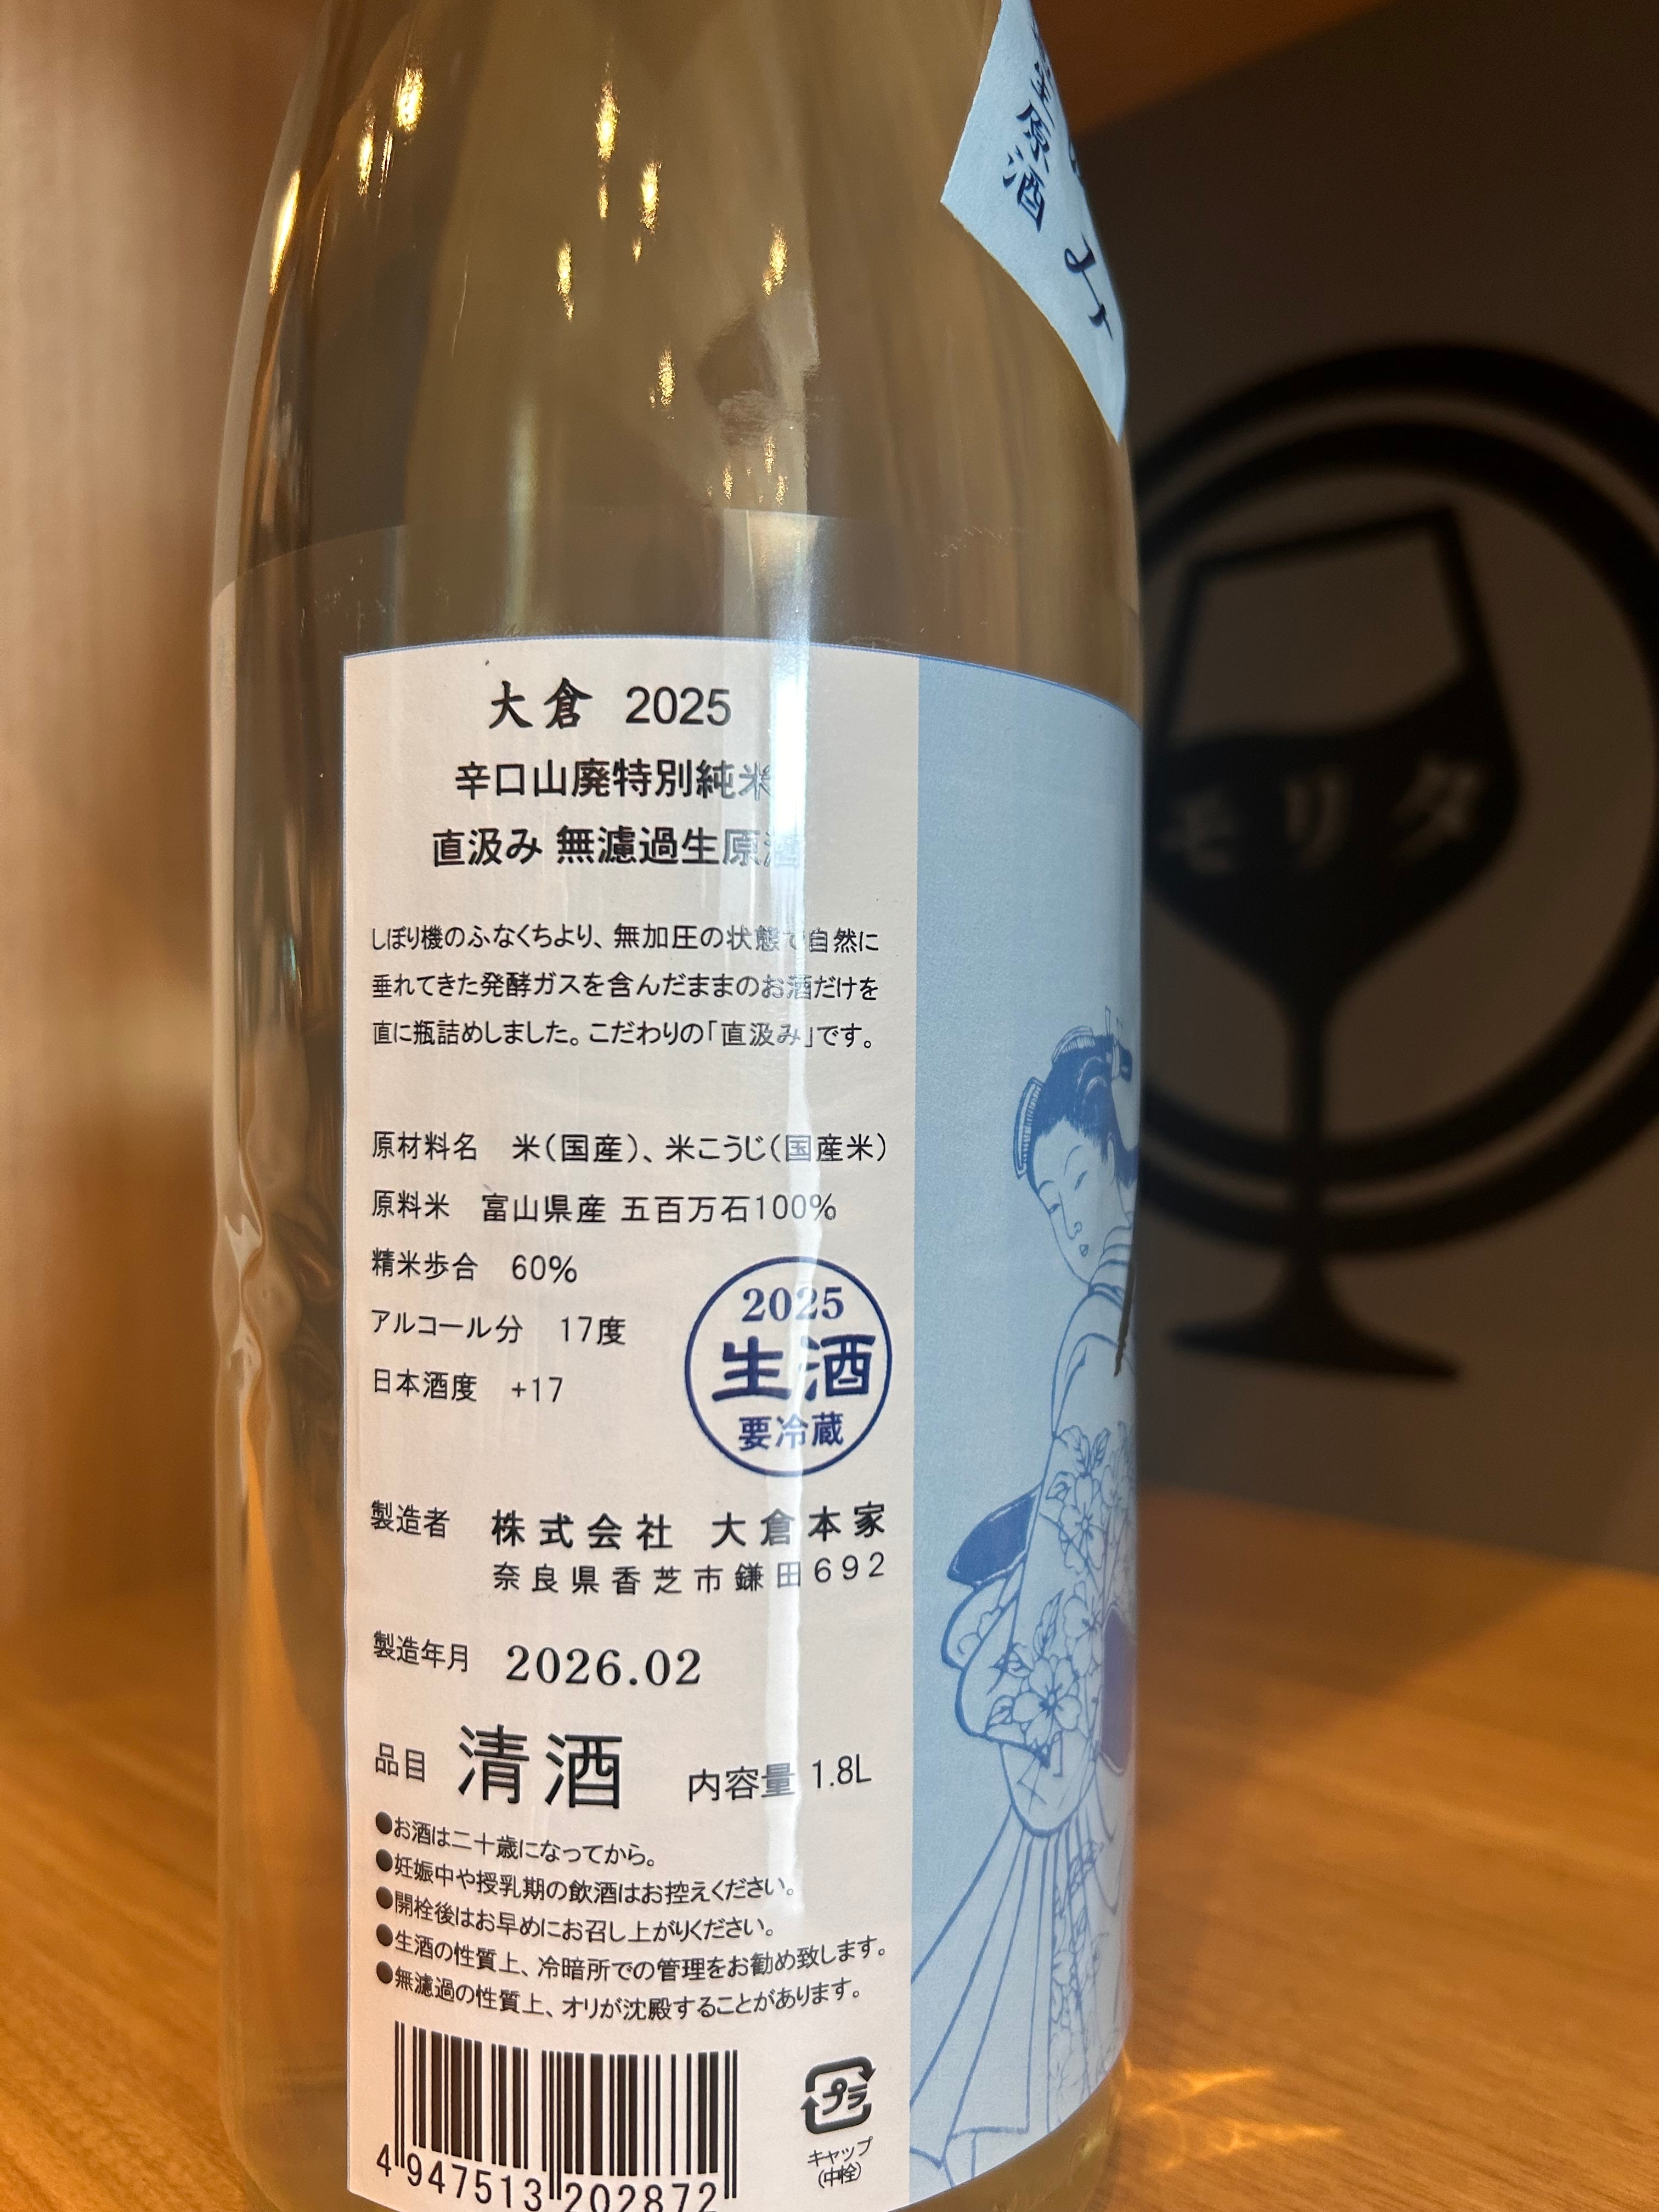 生原酒
大倉 2025
辛口山廃特別純米
直汲み 無濾過生原酒
しぼり機のふなくちより、無加圧の状態で自然に
垂れてきた発酵ガスを含んだままのお酒だけを
直に瓶詰めしました。こだわりの「直汲み」です。
原材料名 米(国産)、米こうじ(国産米)
原料米 富山県産 五百万石100%
精米歩合 60%
アルコール分 17度
日本酒度 +17
2025
生酒
要冷蔵
製造者 株式会社 大倉本家
奈良県香芝市鎌田692
製造年月 2026.02
品目 清酒 内容量 1.8L
●お酒は二十歳になってから。
●妊娠中や授乳期の飲酒はお控えください。
●開栓後はお早めにお召し上がりください。
●生酒の性質上、冷暗所での管理をお勧め致します。
●無濾過の性質上、オリが沈殿することがあります。
4 947513 202872
プラ
キャップ
(中栓)
モリタ